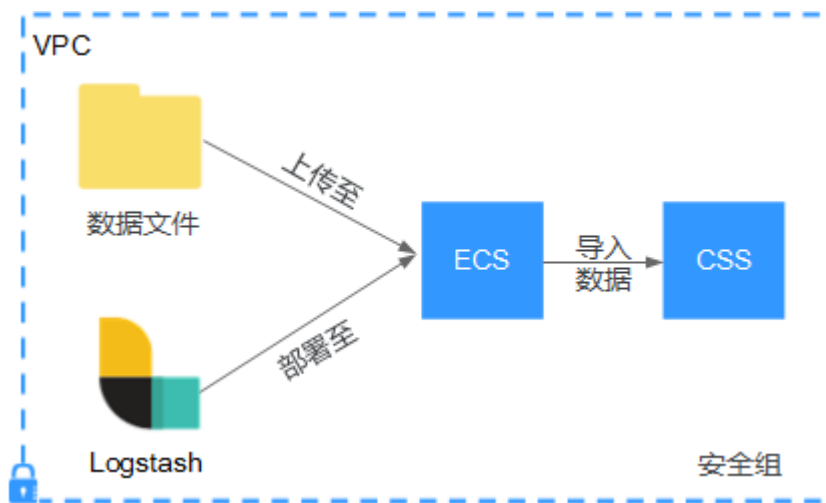 VPC
上传至
数据文件
ECS
导入
数据
CSS
部署至
Logstash
安全组